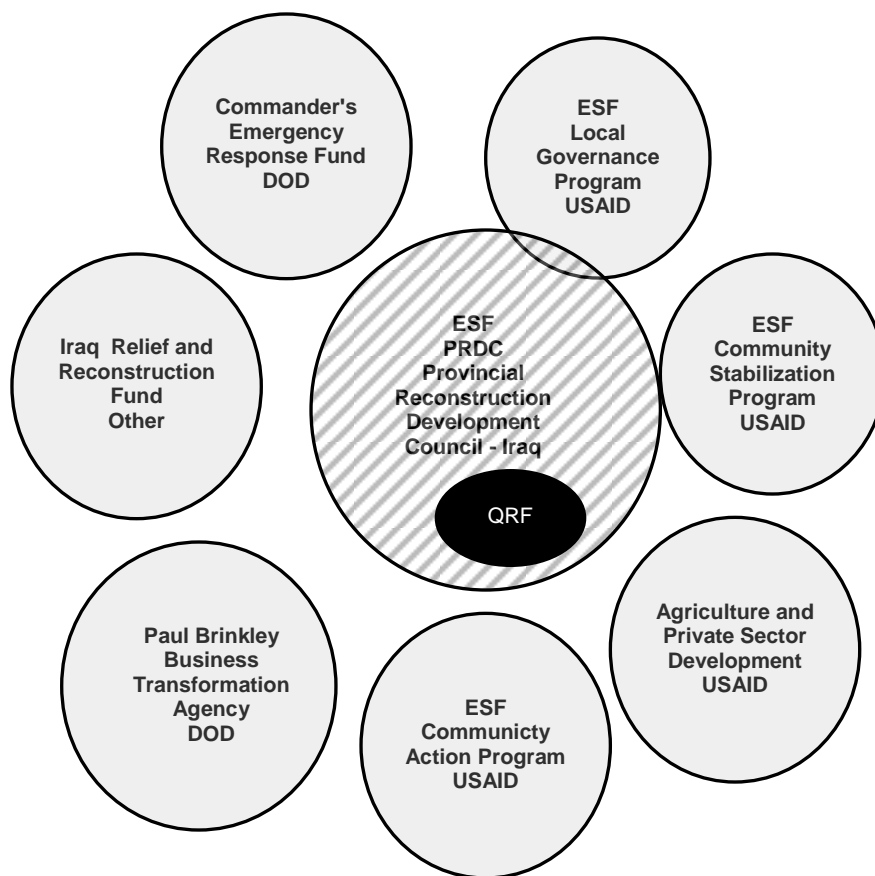 Commander's
Emergency
Response Fund
DOD
ESF
Local
Governance
Program
USAID
Iraq Relief and
Reconstruction
Fund
Other
ESF
PRDC
Provincial
Reconstruction
Development
Council - Iraq
QRF
ESF
Community
Stabilization
Program
USAID
Paul Brinkley
Business
Transformation
Agency
DOD
ESF
Communicty
Action Program
USAID
Agriculture and
Private Sector
Development
USAID